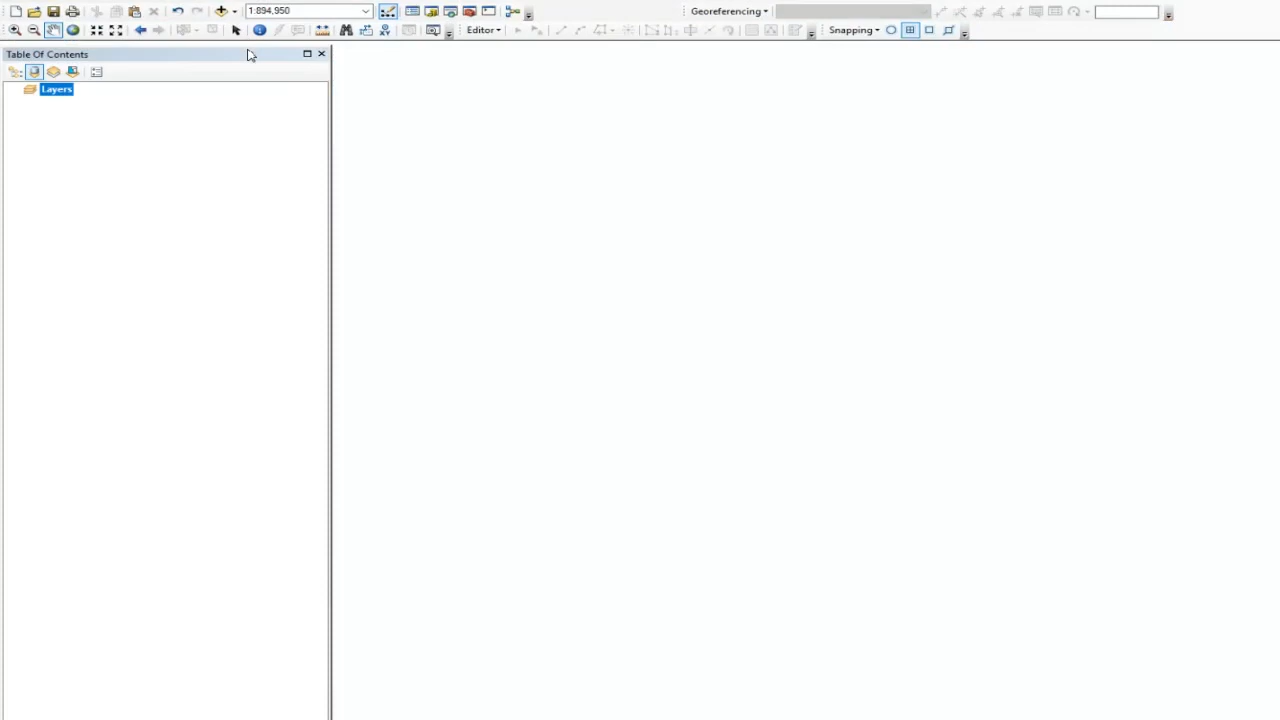 1:894,950
Georeferencing
Editor
Snapping
Table Of Contents
Layers